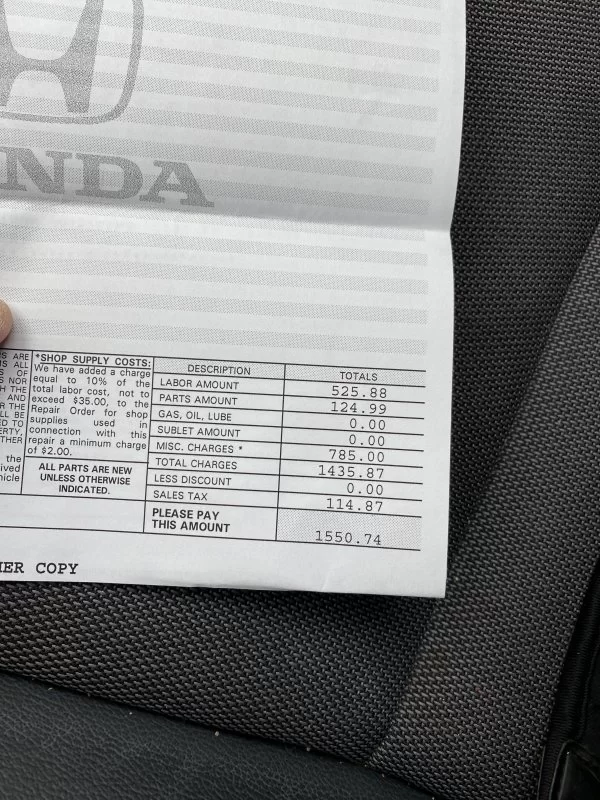 NDA
*SHOP SUPPLY COSTS:
We have added a charge
equal to 10% of the
total labor cost, not to
exceed $35.00, to the
Repair Order for shop
supplies used in
connection with this
repair a minimum charge
of $2.00.
ALL PARTS ARE NEW
UNLESS OTHERWISE
INDICATED.
DESCRIPTION TOTALS
LABOR AMOUNT 525.88
PARTS AMOUNT 124.99
GAS, OIL, LUBE 0.00
SUBLET AMOUNT 0.00
MISC. CHARGES * 785.00
TOTAL CHARGES 1435.87
LESS DISCOUNT 0.00
SALES TAX 114.87
PLEASE PAY
THIS AMOUNT 1550.74
ER COPY